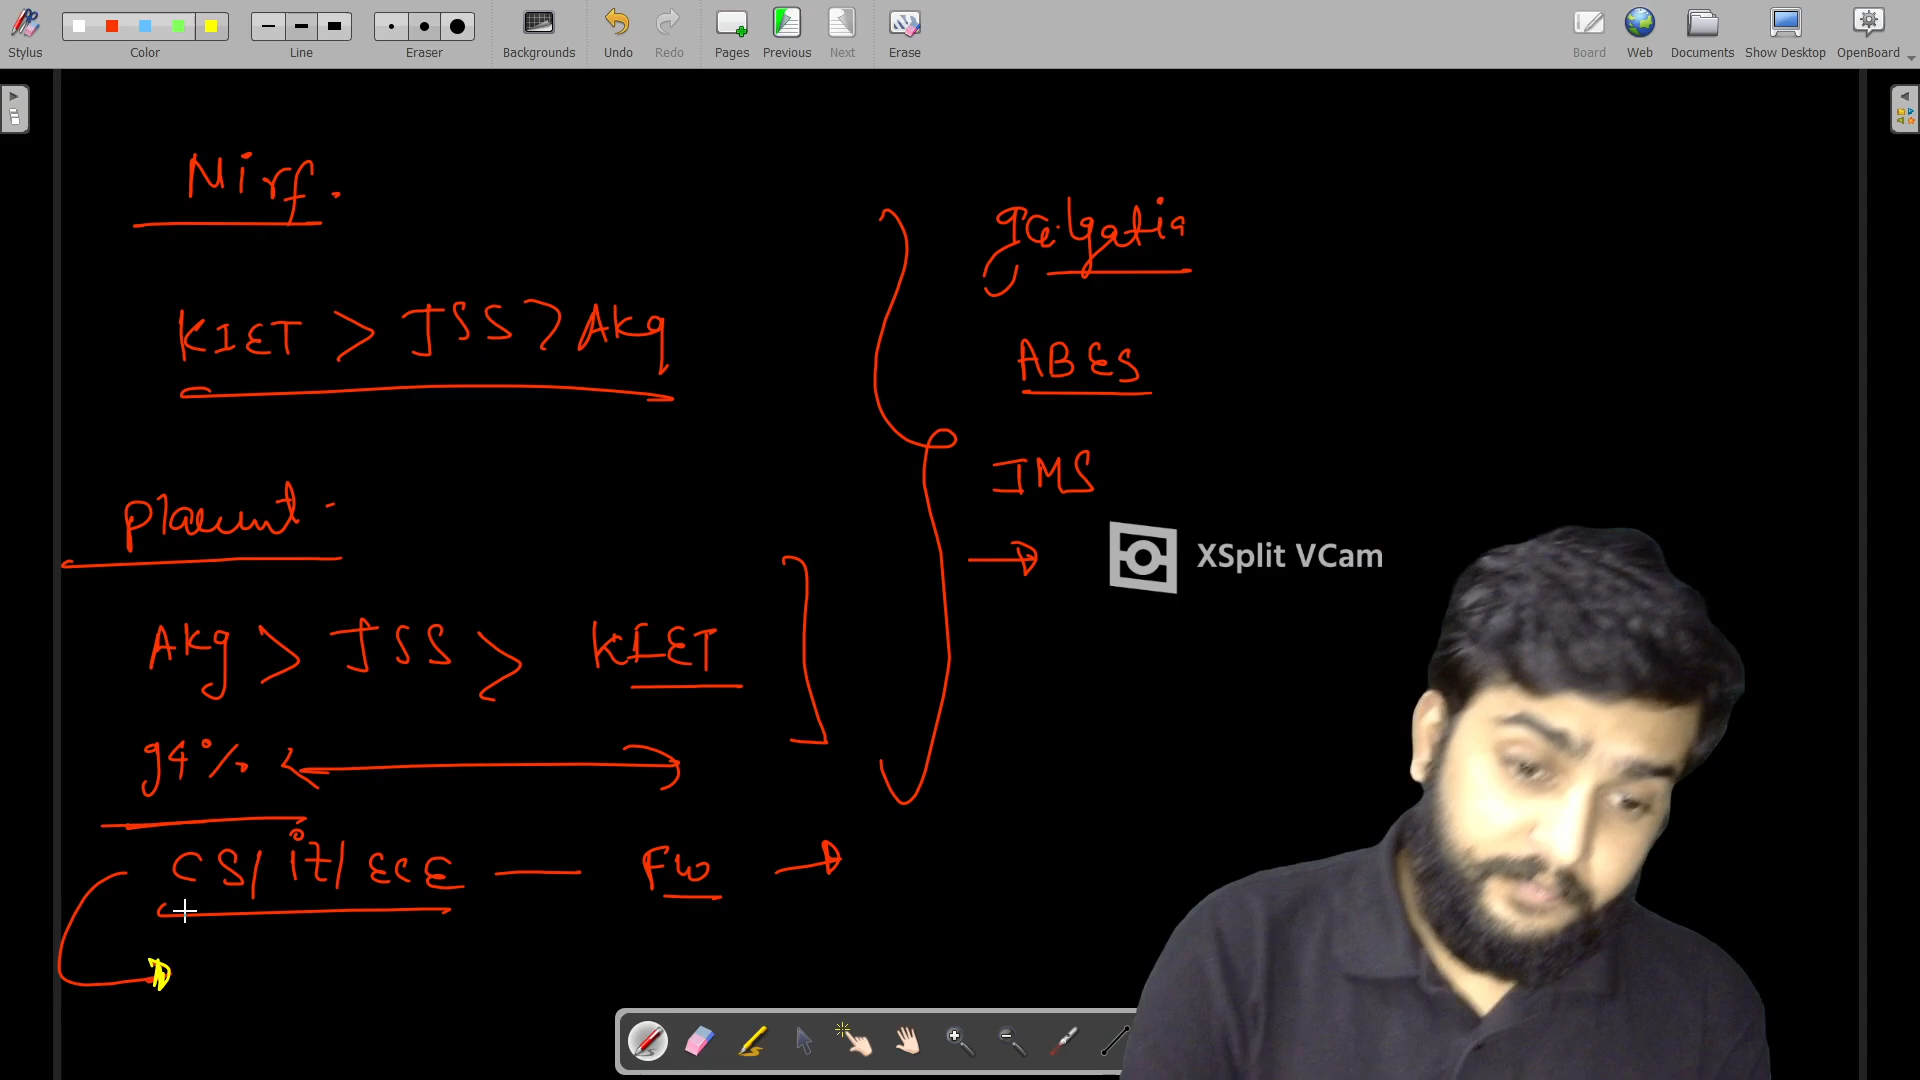 Stylus Color Line Eraser Backgrounds Undo Redo Pages Previous Next Erase Board Web Documents Show Desktop OpenBoard
Nirf.
KIET > JSS > Akg
Placement -
Akg > JSS > KIET
94%
CS/ it/ ECE — Fw →
galgatia
ABES
IMS
→
XSplit VCam